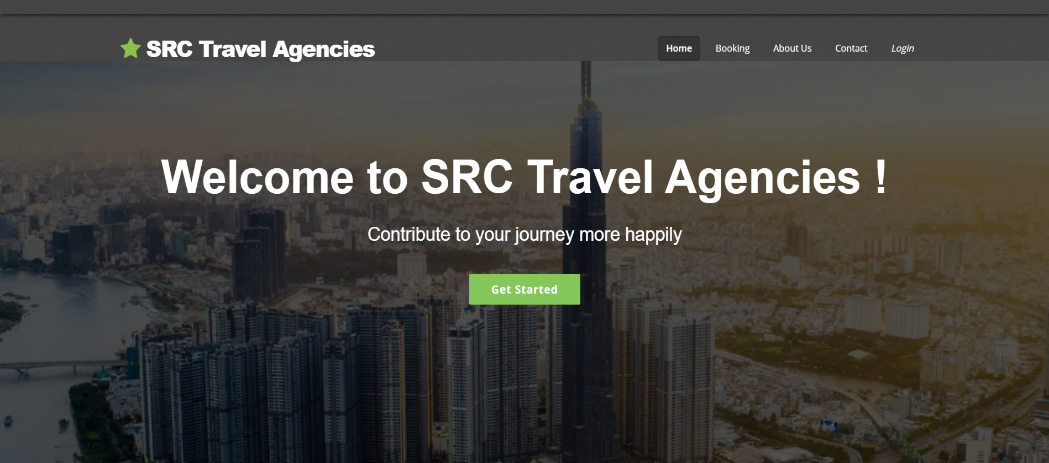 SRC Travel Agencies
Home Booking About Us Contact Login
Welcome to SRC Travel Agencies !
Contribute to your journey more happily
Get Started